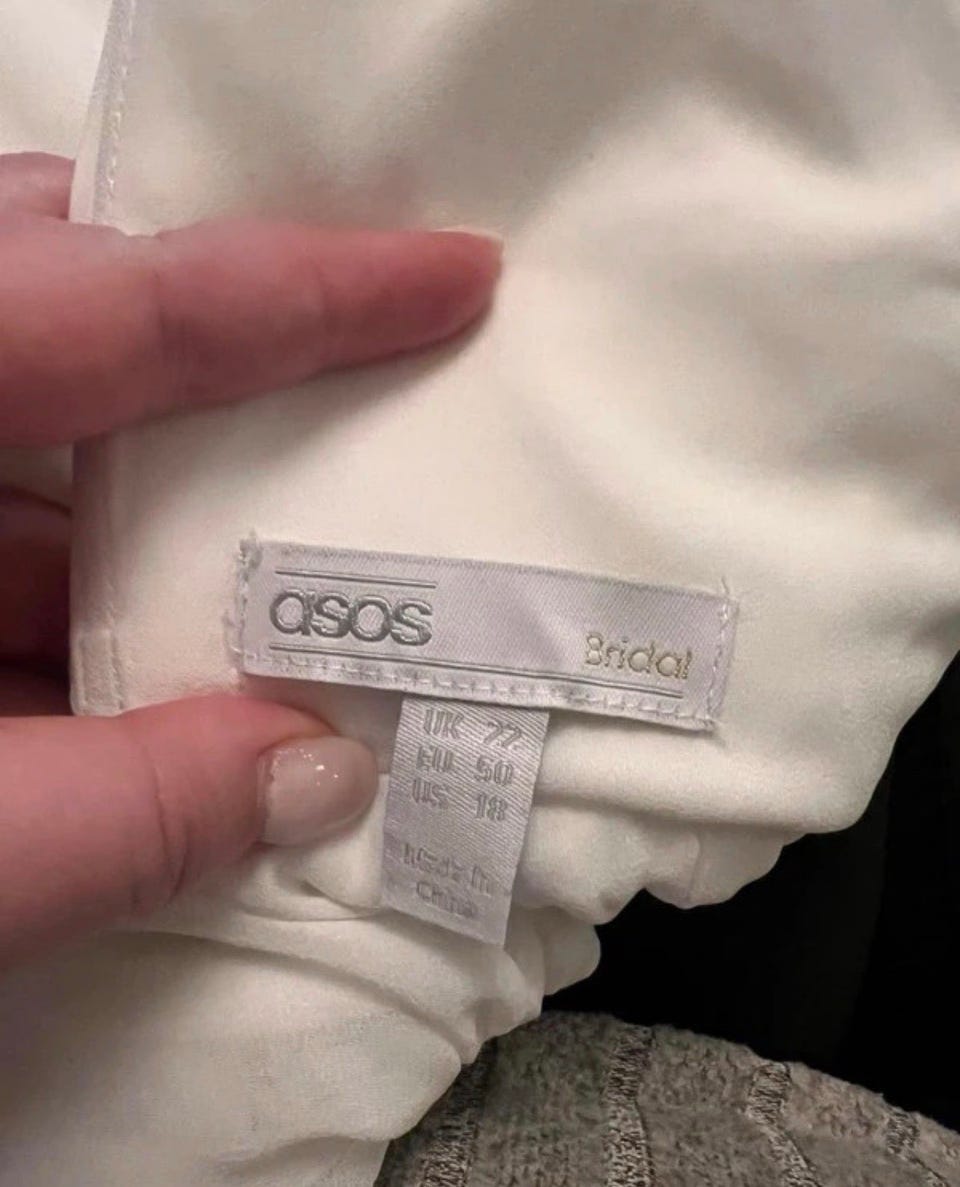 asos
Bridal
UK 22
EU 50
US 18
Made in
China